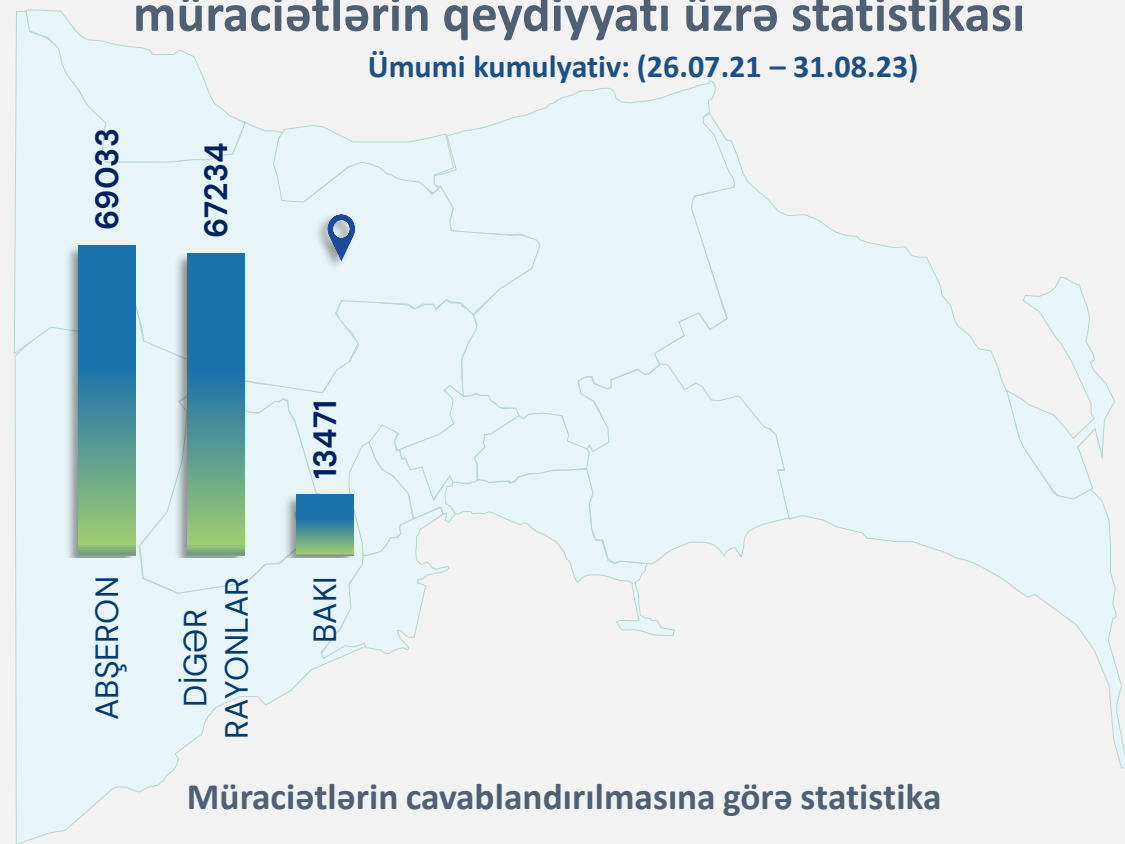 müraciətlərin qeydiyyatı üzrə statistikası
Ümumi kumulyativ: (26.07.21 – 31.08.23)
69033
67234
13471
ABŞERON
DİGƏR
RAYONLAR
BAKI
Müraciətlərin cavablandırılmasına görə statistika